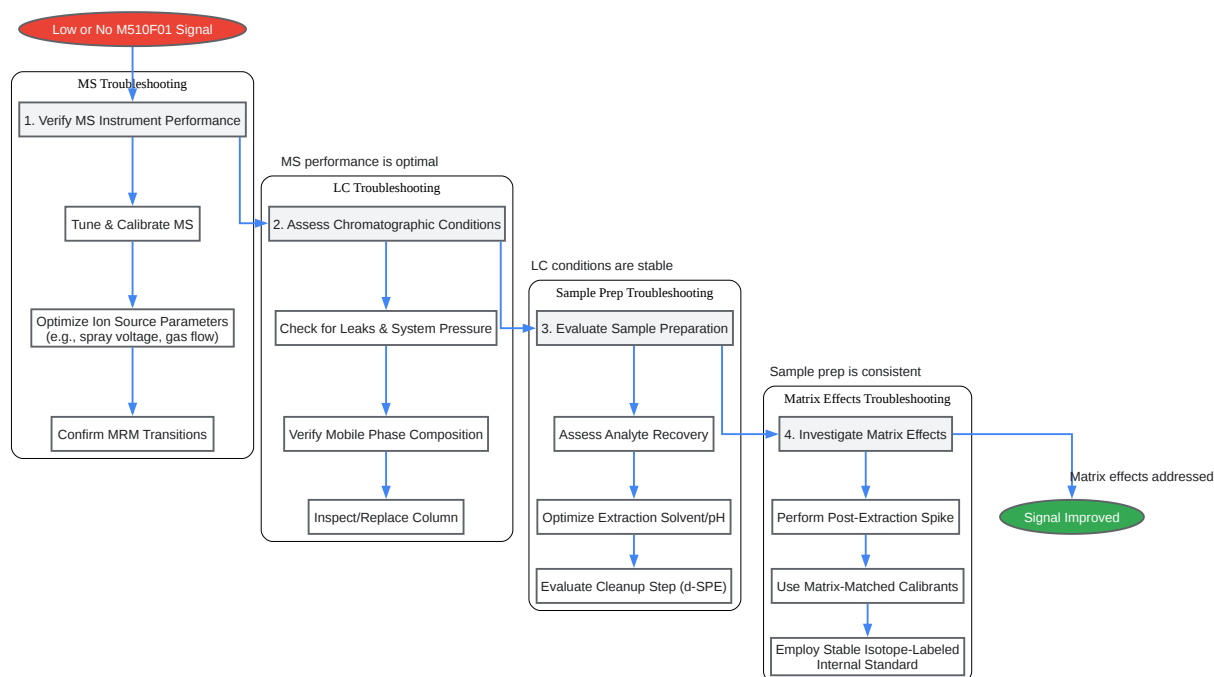 Low or No M510F01 Signal
MS Troubleshooting
1. Verify MS Instrument Performance
Tune & Calibrate MS
Optimize Ion Source Parameters
(e.g., spray voltage, gas flow)
Confirm MRM Transitions
MS performance is optimal
LC Troubleshooting
2. Assess Chromatographic Conditions
Check for Leaks & System Pressure
Verify Mobile Phase Composition
Inspect/Replace Column
LC conditions are stable
Sample Prep Troubleshooting
3. Evaluate Sample Preparation
Assess Analyte Recovery
Optimize Extraction Solvent/pH
Evaluate Cleanup Step (d-SPE)
Sample prep is consistent
Matrix Effects Troubleshooting
4. Investigate Matrix Effects
Perform Post-Extraction Spike
Use Matrix-Matched Calibrants
Employ Stable Isotope-Labeled
Internal Standard
Matrix effects addressed
Signal Improved